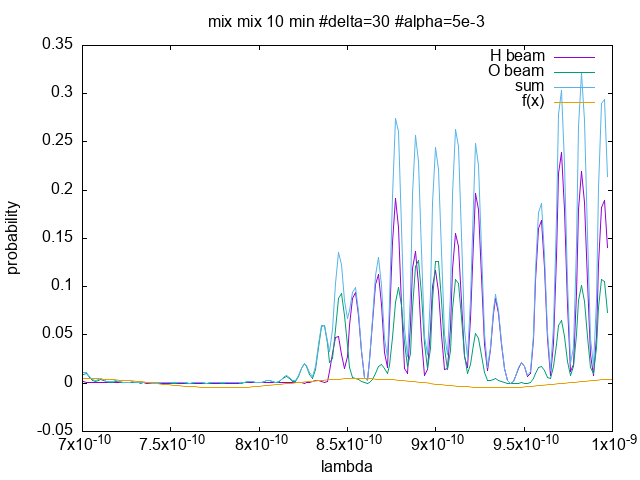 mix mix 10 min #delta=30 #alpha=5e-3
H beam
O beam
sum
f(x)
probability
0.35
0.3
0.25
0.2
0.15
0.1
0.05
0
-0.05
7x10⁻¹⁰ 7.5x10⁻¹⁰ 8x10⁻¹⁰ 8.5x10⁻¹⁰ 9x10⁻¹⁰ 9.5x10⁻¹⁰ 1x10⁻⁹
lambda